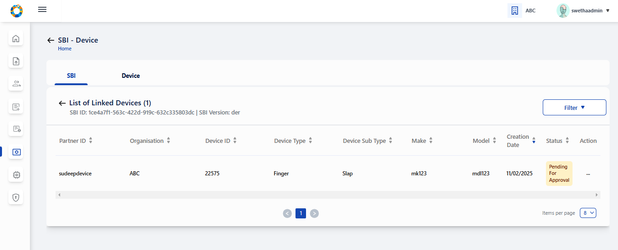 ABC
swethaadmin
SBI - Device
Home
SBI Device
List of Linked Devices (1)
SBI ID: 1ce4a7f1-563c-422d-919c-632c335803dc | SBI Version: der
Filter
Partner ID Organisation Device ID Device Type Device Sub Type Make Model Creation Date Status Action
sudeepdevice ABC 22575 Finger Slap mk123 mdl123 11/02/2025 Pending For Approval ...
1
Items per page 8